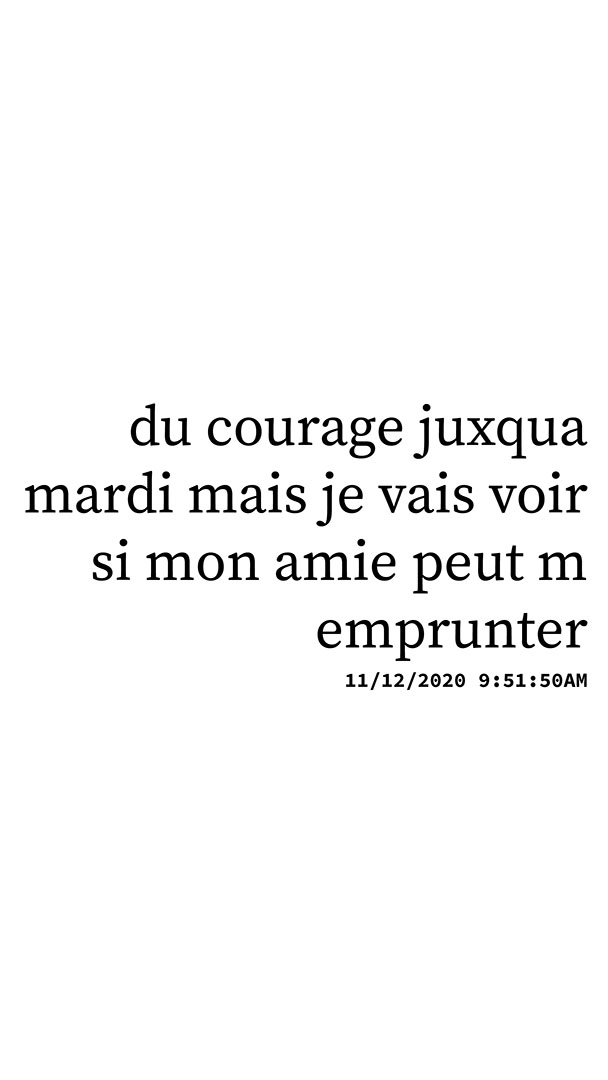 du courage juxqua
mardi mais je vais voir
si mon amie peut m
emprunter
11/12/2020 9:51:50AM